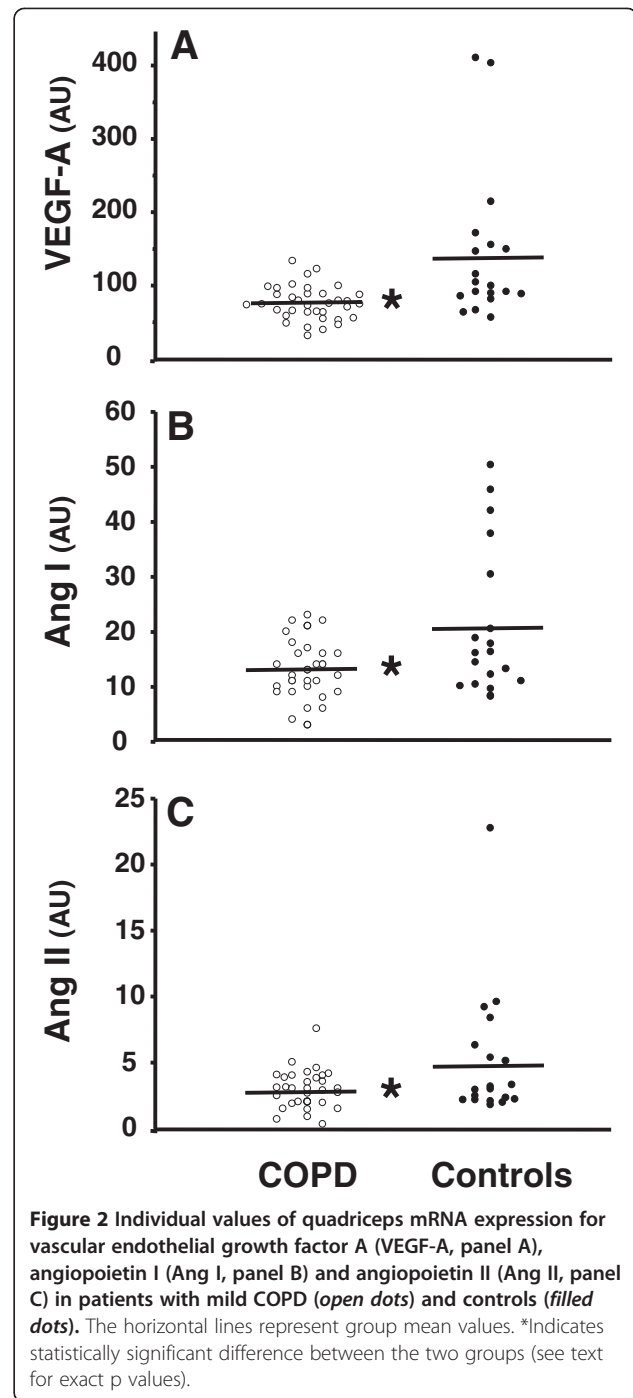 A
VEGF-A (AU)
400
300
200
100
0
*
B
Ang I (AU)
60
50
40
30
20
10
0
*
C
Ang II (AU)
25
20
15
10
5
0
*
COPD Controls
Figure 2 Individual values of quadriceps mRNA expression for
vascular endothelial growth factor A (VEGF-A, panel A),
angiopoietin I (Ang I, panel B) and angiopoietin II (Ang II, panel
C) in patients with mild COPD (open dots) and controls (filled
dots). The horizontal lines represent group mean values. *Indicates
statistically significant difference between the two groups (see text
for exact p values).